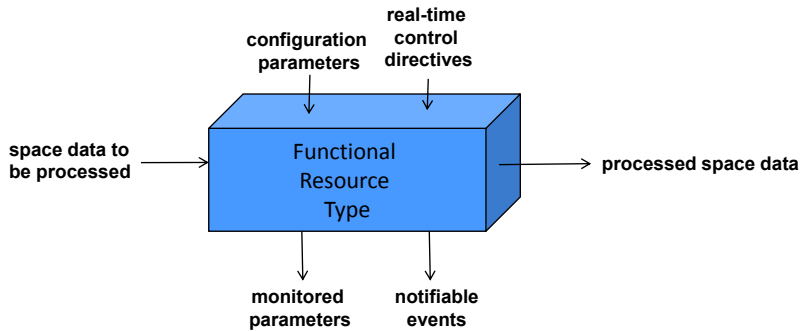 real-time
control
directives
configuration
parameters
space data to
be processed
Functional
Resource
Type
processed space data
monitored
parameters
notifiable
events